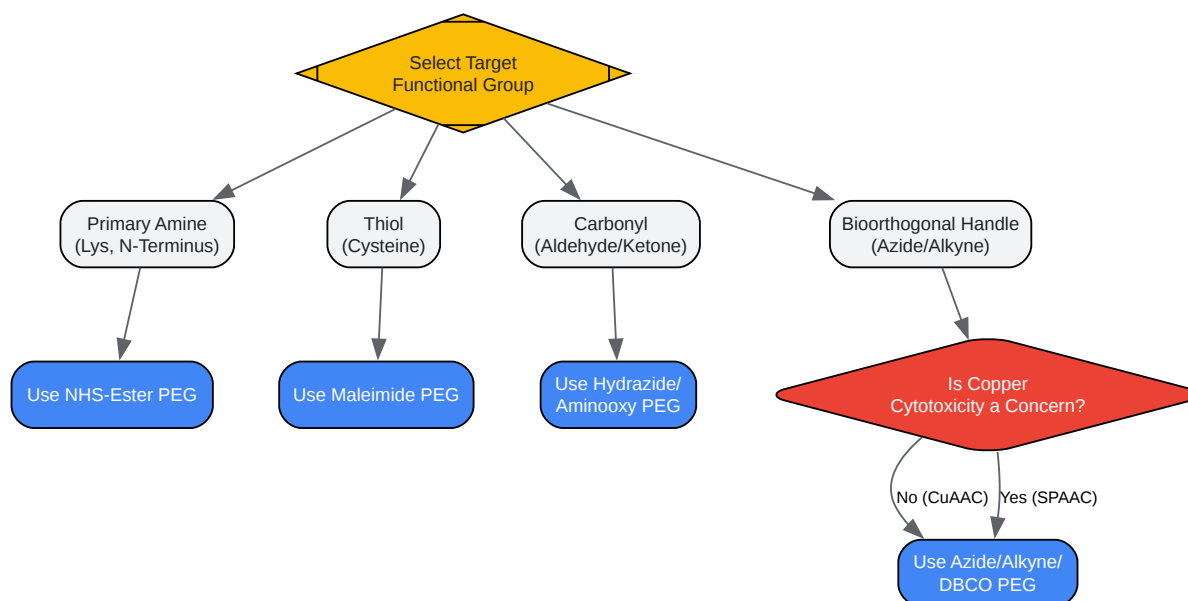 Select Target
Functional Group
Primary Amine
(Lys, N-Terminus)
Thiol
(Cysteine)
Carbonyl
(Aldehyde/Ketone)
Bioorthogonal Handle
(Azide/Alkyne)
Use NHS-Ester PEG
Use Maleimide PEG
Use Hydrazide/
Aminooxy PEG
Is Copper
Cytotoxicity a Concern?
No (CuAAC)
Yes (SPAAC)
Use Azide/Alkyne/
DBCO PEG